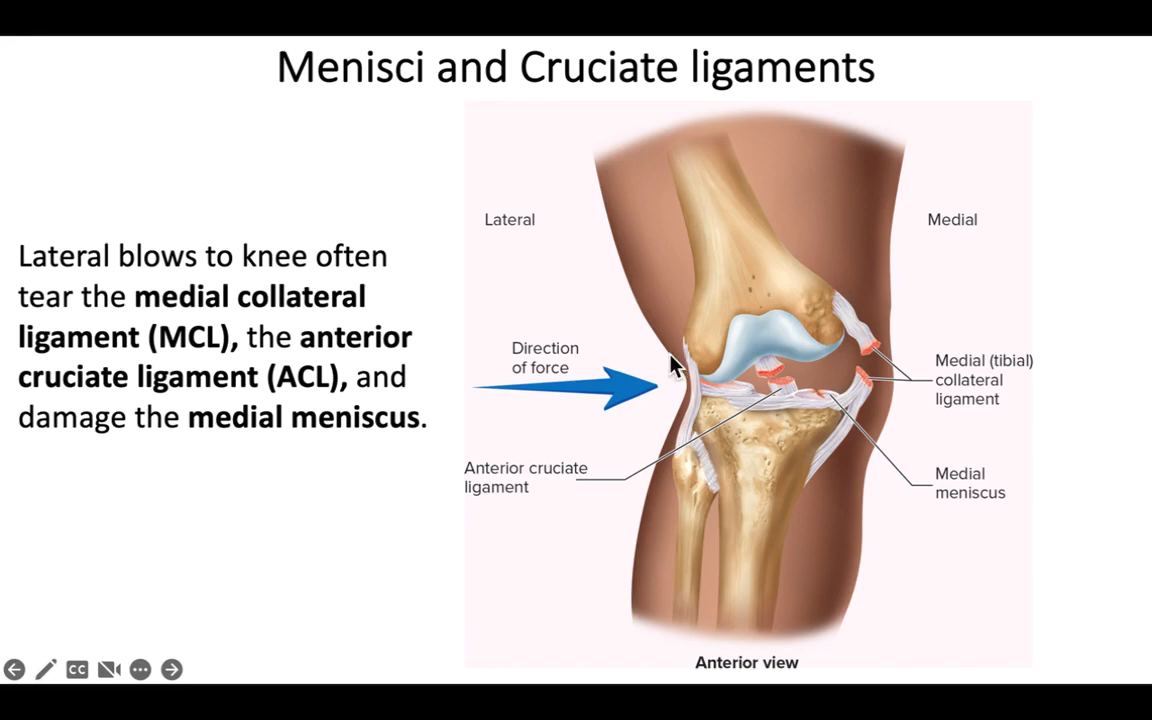 Menisci and Cruciate ligaments
Lateral blows to knee often
tear the medial collateral
ligament (MCL), the anterior
cruciate ligament (ACL), and
damage the medial meniscus.
Lateral
Medial
Direction
of force
Medial (tibial)
collateral
ligament
Anterior cruciate
ligament
Medial
meniscus
Anterior view
CC